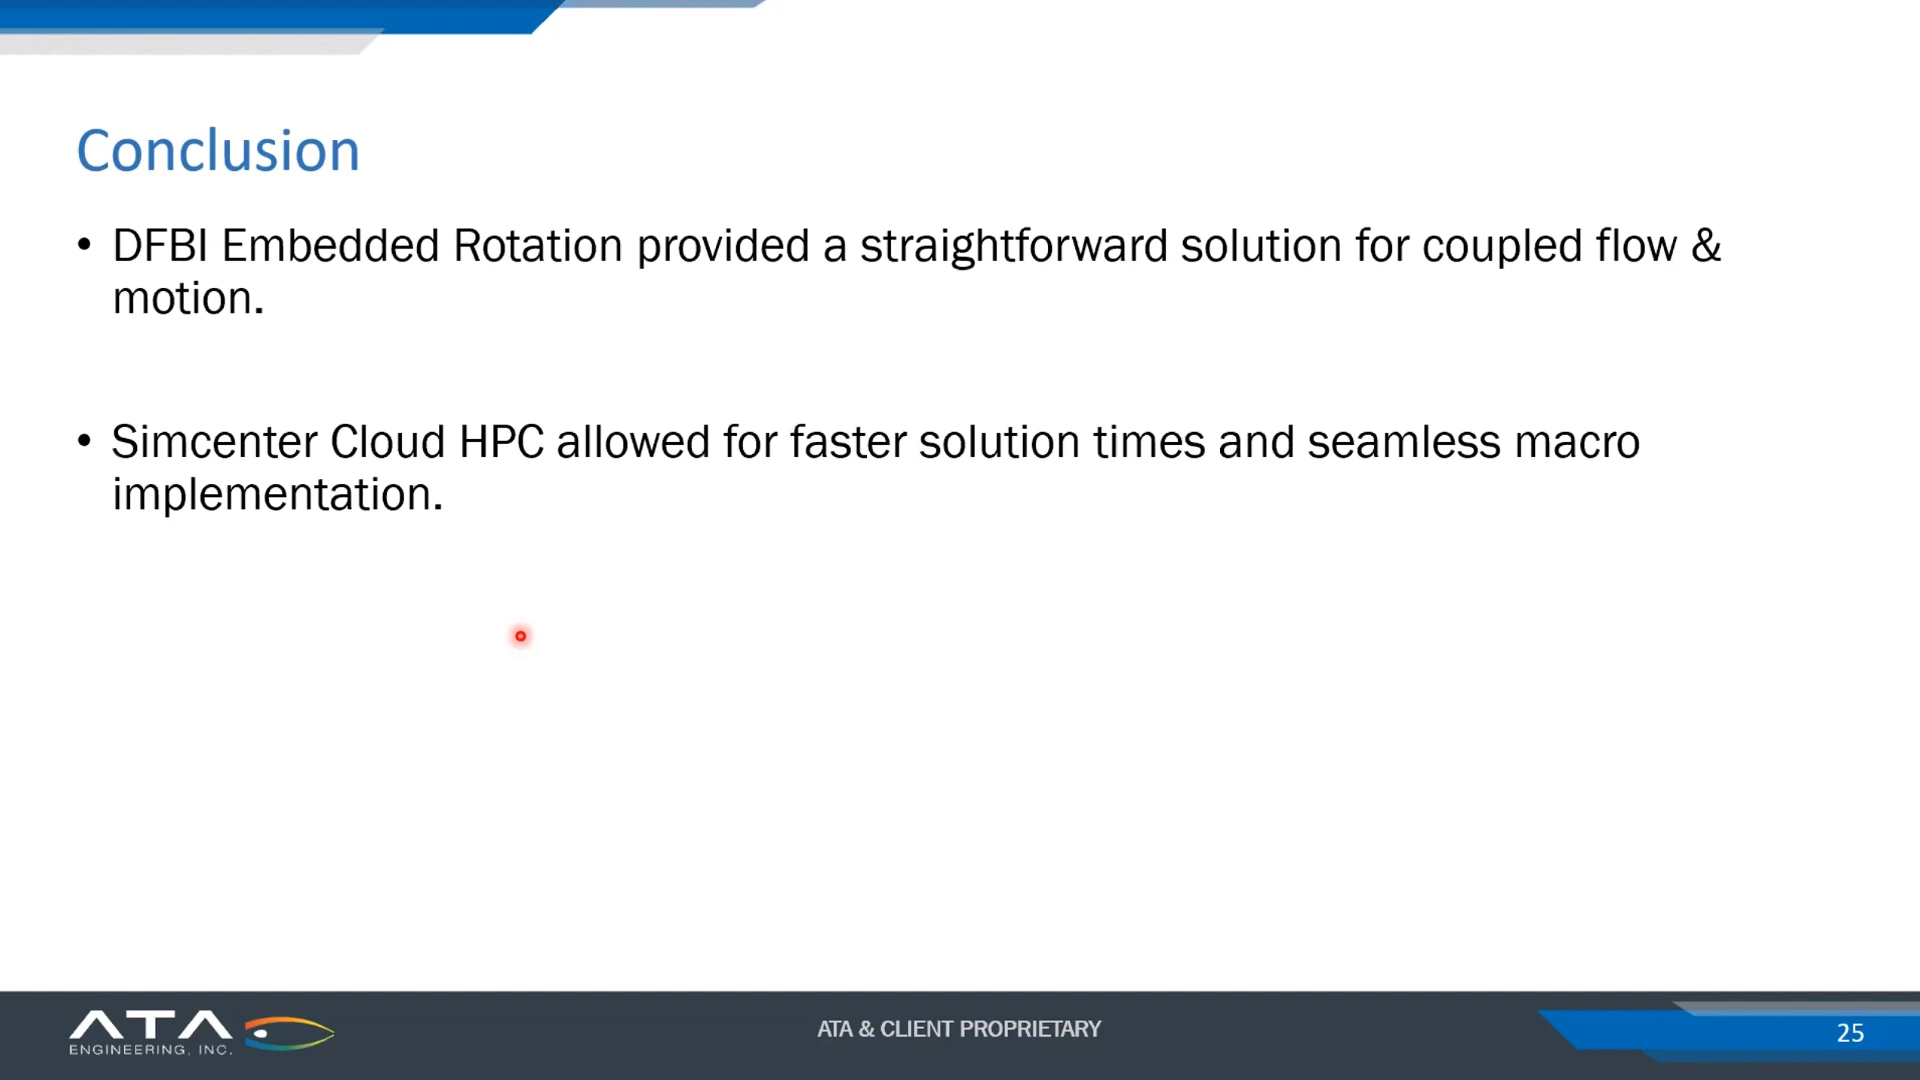 Conclusion
• DFBI Embedded Rotation provided a straightforward solution for coupled flow &
motion.
• Simcenter Cloud HPC allowed for faster solution times and seamless macro
implementation.
ATA
ENGINEERING, INC.
ATA & CLIENT PROPRIETARY
25